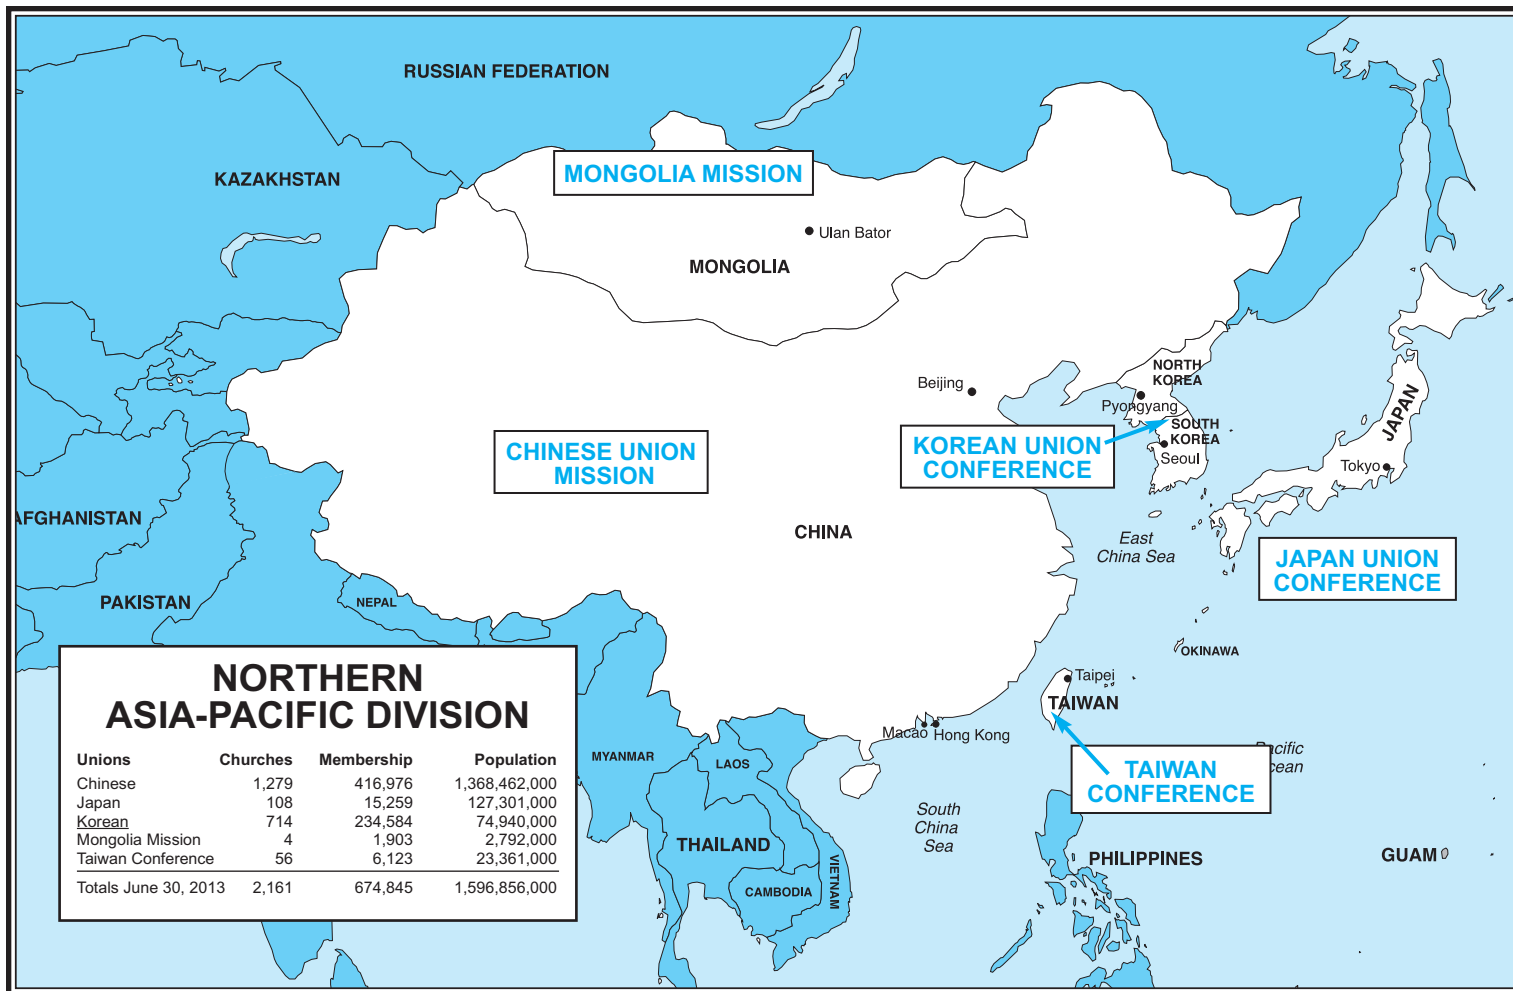 RUSSIAN FEDERATION
KAZAKHSTAN
MONGOLIA MISSION
Ulan Bator
MONGOLIA
NORTH
KOREA
Beijing
Pyongyang
SOUTH
KOREA
Seoul
JAPAN
Tokyo
KOREAN UNION
CONFERENCE
CHINESE UNION
MISSION
AFGHANISTAN
CHINA
East
China Sea
JAPAN UNION
CONFERENCE
PAKISTAN
NEPAL
OKINAWA
Taipei
TAIWAN
Macao
Hong Kong
Pacific
Ocean
TAIWAN
CONFERENCE
MYANMAR
LAOS
South
China
Sea
THAILAND
VIETNAM
CAMBODIA
PHILIPPINES
GUAM
NORTHERN
ASIA-PACIFIC DIVISION
Unions Churches Membership Population
Chinese 1,279 416,976 1,368,462,000
Japan 108 15,259 127,301,000
Korean 714 234,584 74,940,000
Mongolia Mission 4 1,903 2,792,000
Taiwan Conference 56 6,123 23,361,000
Totals June 30, 2013 2,161 674,845 1,596,856,000